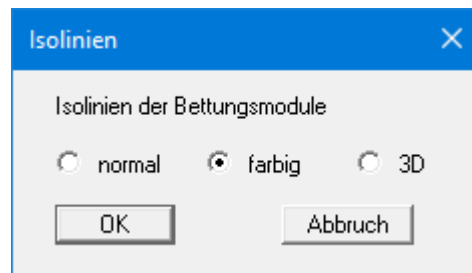 Isolinien
Isolinien der Bettungsmodule
normal farbig 3D
OK Abbruch